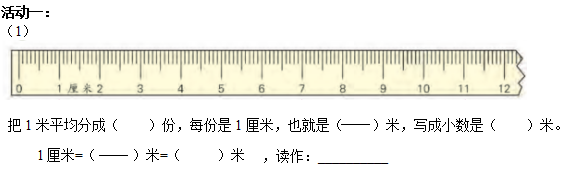 活动一：
（1）
0 1 厘米 2 3 4 5 6 7 8 9 10 11 12
把1米平均分成（ ）份，每份是1厘米，也就是（——）米，写成小数是（ ）米。
1厘米=（——）米=（ ）米 ，读作：__________